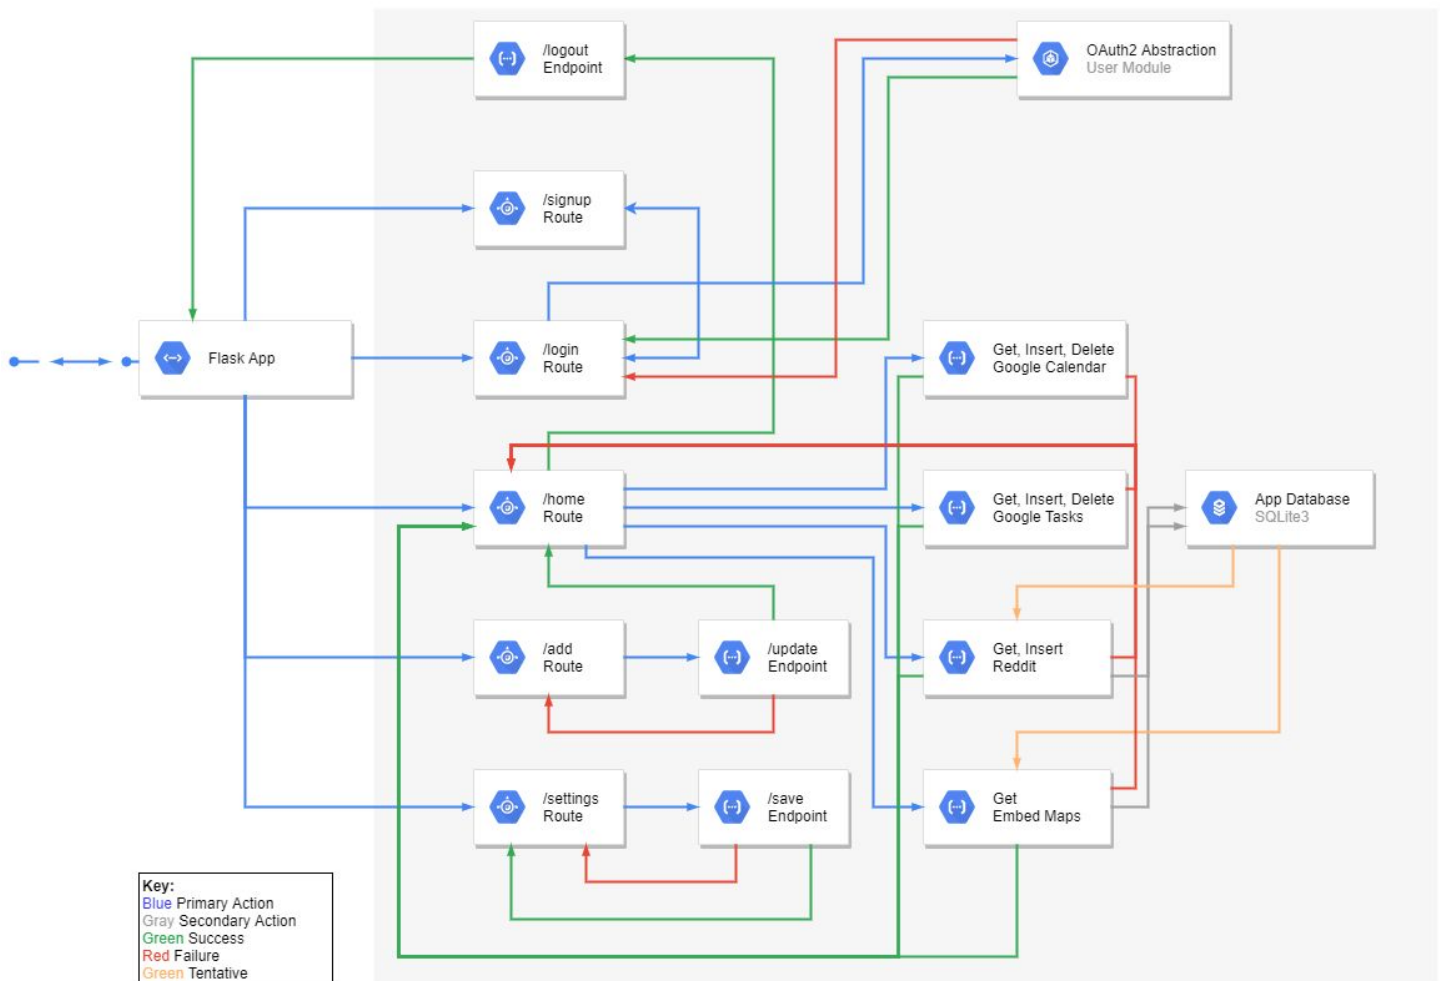 /logout
Endpoint
OAuth2 Abstraction
User Module
/signup
Route
Flask App
/login
Route
Get, Insert, Delete
Google Calendar
/home
Route
Get, Insert, Delete
Google Tasks
App Database
SQLite3
/add
Route
/update
Endpoint
Get, Insert
Reddit
/settings
Route
/save
Endpoint
Get
Embed Maps
Key:
Blue Primary Action
Gray Secondary Action
Green Success
Red Failure
Green Tentative